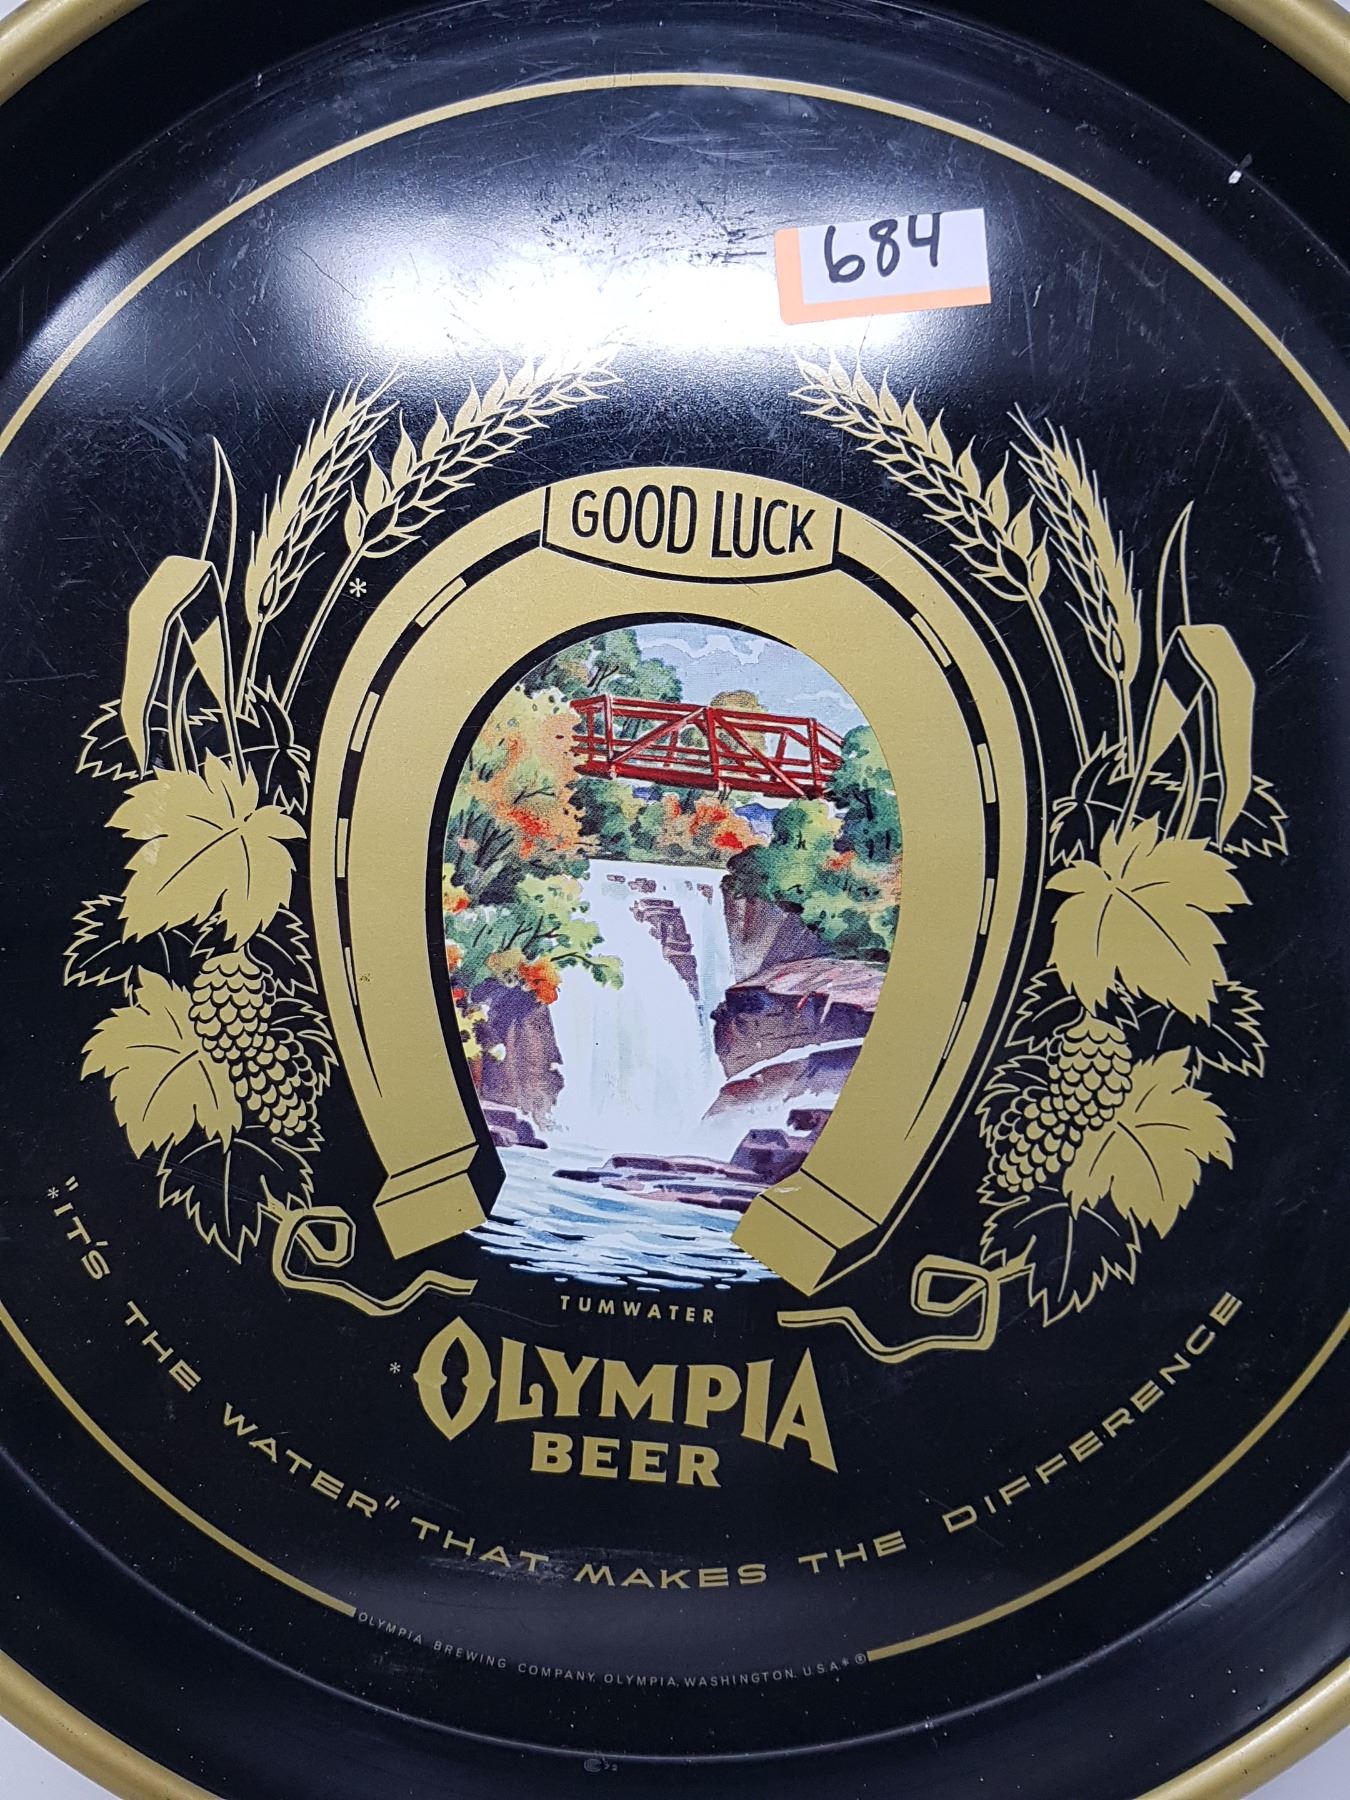 684
GOOD LUCK
*
TUMWATER
*OLYMPIA
BEER
*"IT'S THE WATER" THAT MAKES THE DIFFERENCE
OLYMPIA BREWING COMPANY, OLYMPIA, WASHINGTON, U.S.A.* ®